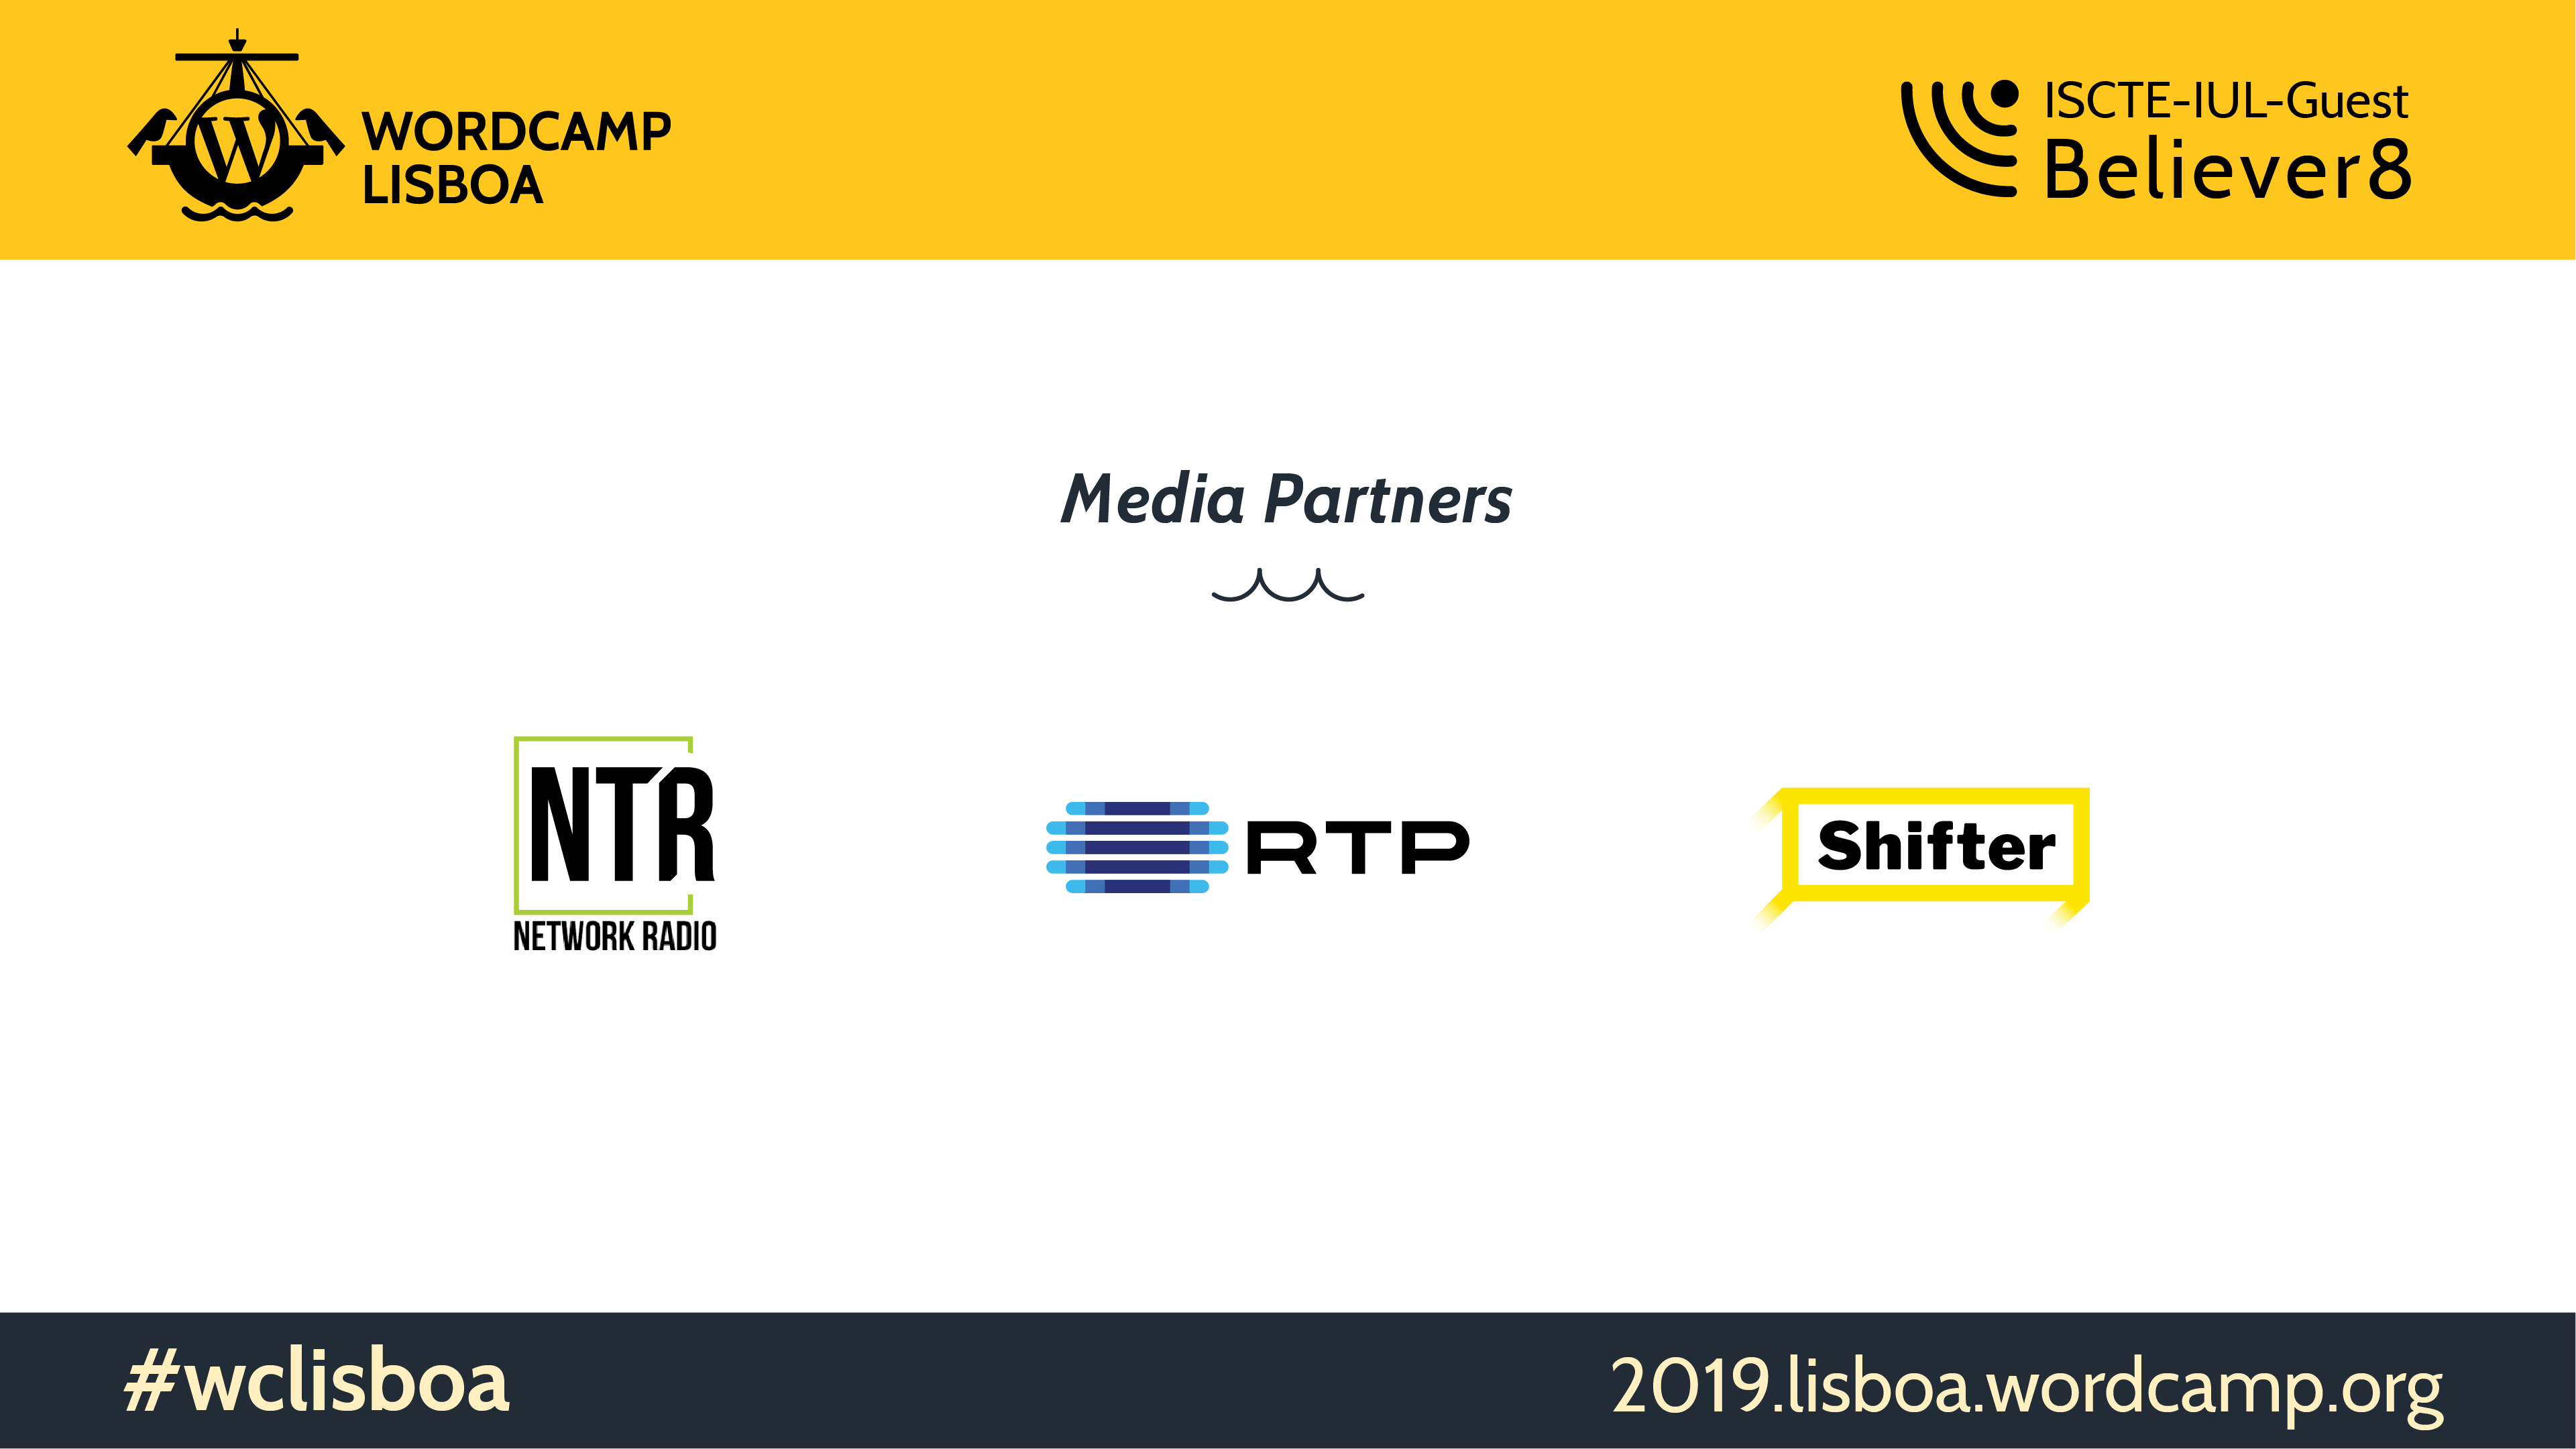 WORDCAMP
LISBOA
ISCTE-IUL-Guest
Believer8
Media Partners
NTR
NETWORK RADIO
RTP
Shifter
#wclisboa
2019.lisboa.wordcamp.org